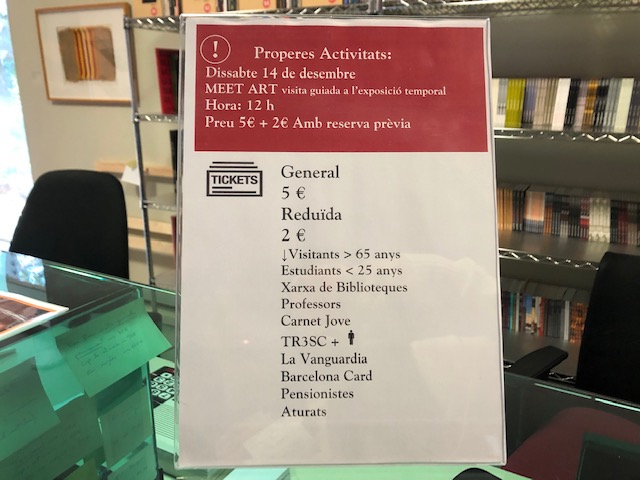 ! Properes Activitats:
Dissabte 14 de desembre
MEET ART visita guiada a l'exposició temporal
Hora: 12 h
Preu 5€ + 2€ Amb reserva prèvia
TICKETS
General
5 €
Reduïda
2 €
↓Visitants > 65 anys
Estudiants < 25 anys
Xarxa de Biblioteques
Professors
Carnet Jove
TR3SC +
La Vanguardia
Barcelona Card
Pensionistes
Aturats